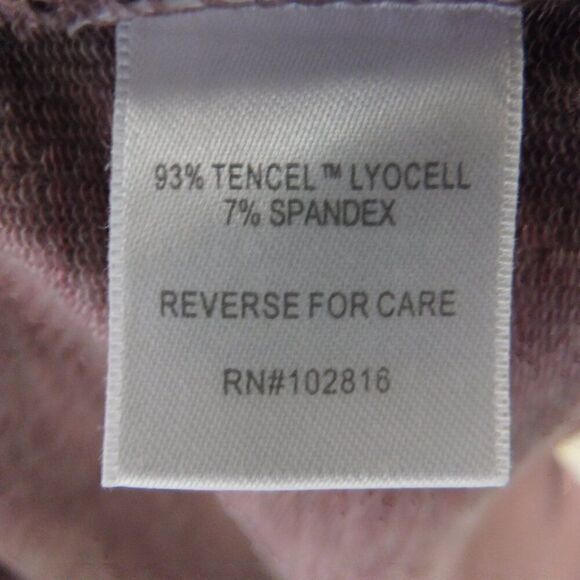 93% TENCEL™ LYOCELL
7% SPANDEX
REVERSE FOR CARE
RN#102816